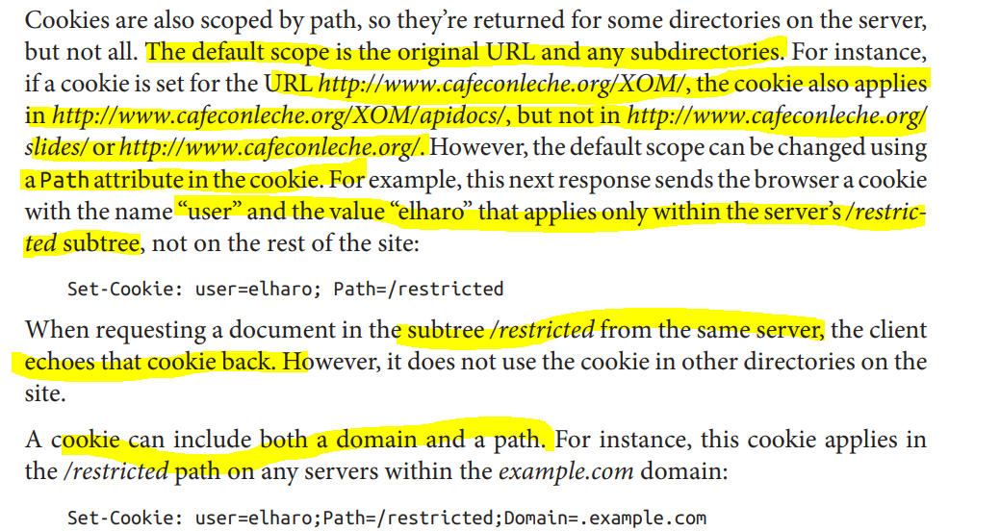 Cookies are also scoped by path, so they’re returned for some directories on the server,
but not all. The default scope is the original URL and any subdirectories. For instance,
if a cookie is set for the URL http://www.cafeconleche.org/XOM/, the cookie also applies
in http://www.cafeconleche.org/XOM/apidocs/, but not in http://www.cafeconleche.org/
slides/ or http://www.cafeconleche.org/. However, the default scope can be changed using
a Path attribute in the cookie. For example, this next response sends the browser a cookie
with the name “user” and the value “elharo” that applies only within the server’s /restric‐
ted subtree, not on the rest of the site:
Set-Cookie: user=elharo; Path=/restricted
When requesting a document in the subtree /restricted from the same server, the client
echoes that cookie back. However, it does not use the cookie in other directories on the
site.
A cookie can include both a domain and a path. For instance, this cookie applies in
the /restricted path on any servers within the example.com domain:
Set-Cookie: user=elharo;Path=/restricted;Domain=.example.com